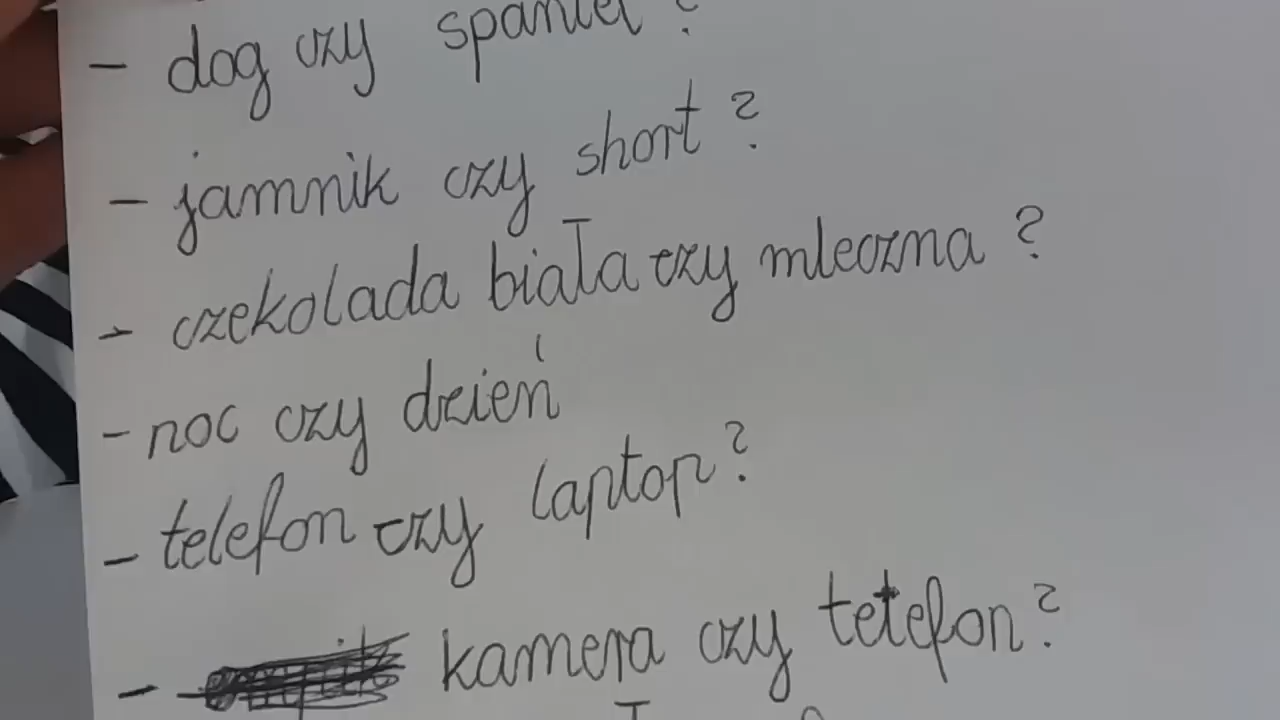 - dog czy spaniel?
- jamnik czy short?
- czekolada biała czy mleczna?
- noc czy dzień
- telefon czy laptop?
- kamera czy telefon?